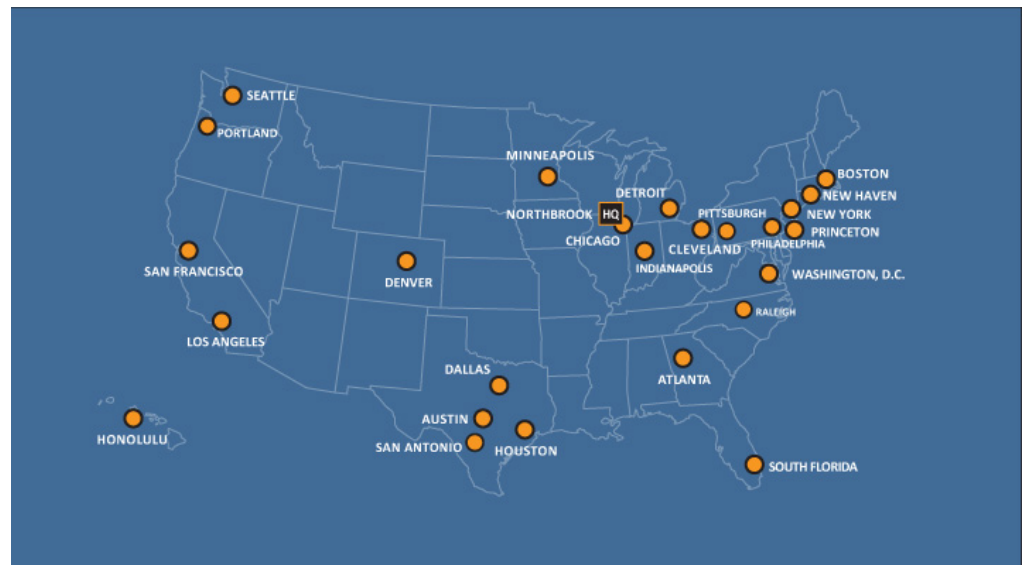 SEATTLE
PORTLAND
MINNEAPOLIS
BOSTON
DETROIT
NEW HAVEN
NORTHBROOK HQ
PITTSBURGH
NEW YORK
PRINCETON
CHICAGO
CLEVELAND
PHILADELPHIA
INDIANAPOLIS
SAN FRANCISCO
DENVER
WASHINGTON, D.C.
RALEIGH
LOS ANGELES
DALLAS
ATLANTA
AUSTIN
HONOLULU
SAN ANTONIO
HOUSTON
SOUTH FLORIDA